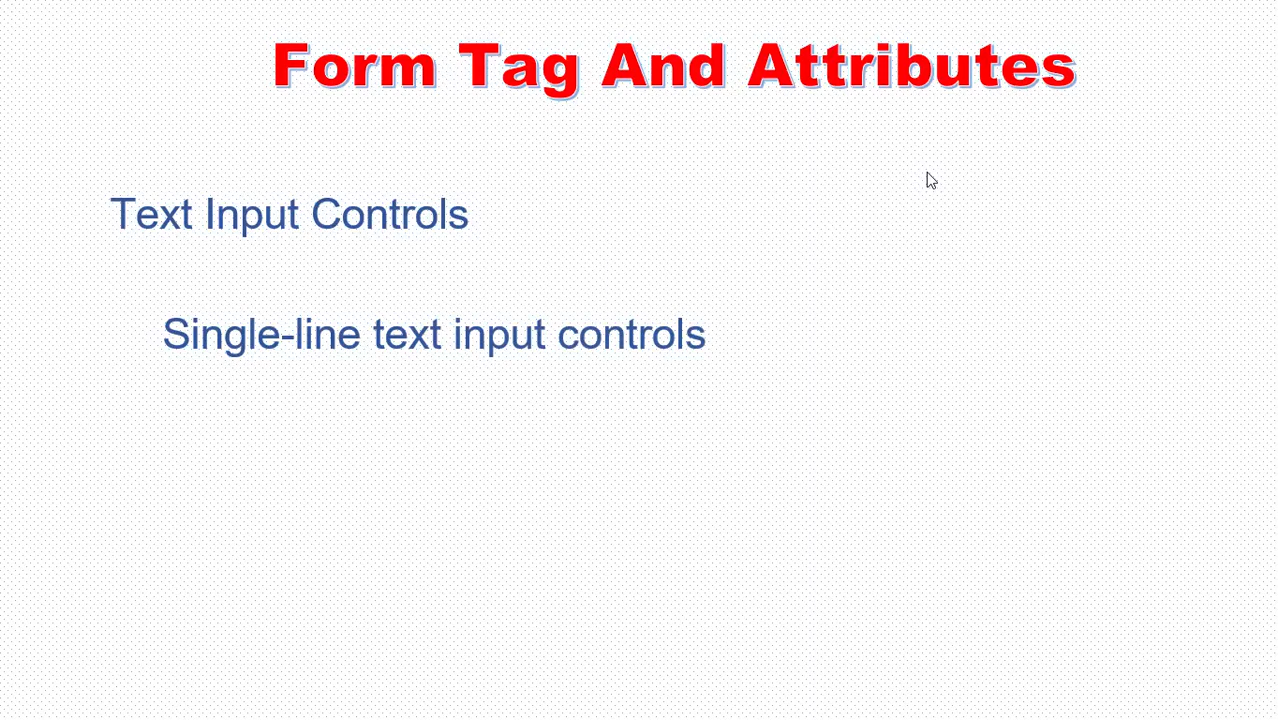 Form Tag And Attributes
Text Input Controls
Single-line text input controls